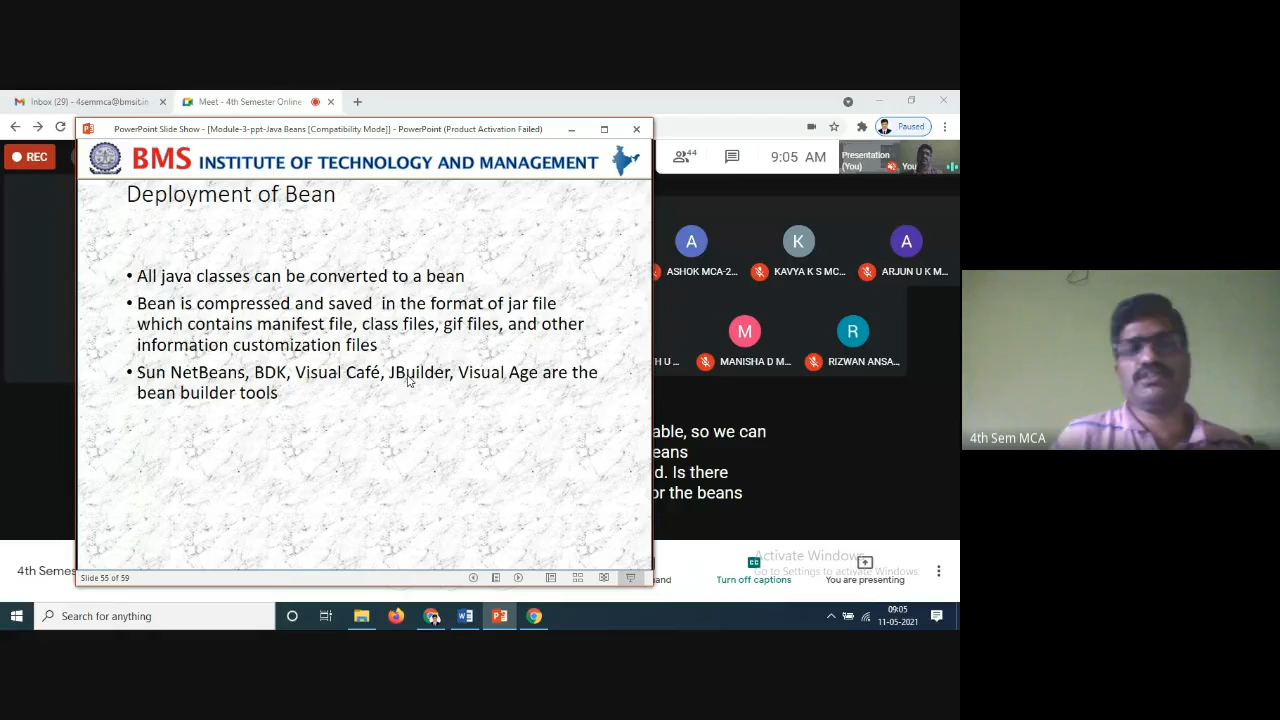 Inbox (29) - 4semmca@bmsit.in
Meet - 4th Semester Online
Paused
PowerPoint Slide Show - [Module-3-ppt-Java Beans [Compatibility Mode]] - PowerPoint (Product Activation Failed)
REC
BMS INSTITUTE OF TECHNOLOGY AND MANAGEMENT
44
9:05 AM
Presentation
(You)
You
Deployment of Bean
• All java classes can be converted to a bean
• Bean is compressed and saved in the format of jar file
which contains manifest file, class files, gif files, and other
information customization files
• Sun NetBeans, BDK, Visual Café, JBuilder, Visual Age are the
bean builder tools
A
K
A
ASHOK MCA-2...
KAVYA K S MC...
ARJUN U K M...
M
R
H U ...
MANISHA D M...
RIZWAN ANSA...
able, so we can
eans
d. Is there
or the beans
4th Sem MCA
Activate Windows
Go to Settings to activate Windows.
4th Semes
and
CC
Turn off captions
You are presenting
Slide 55 of 59
Search for anything
09:05
11-05-2021